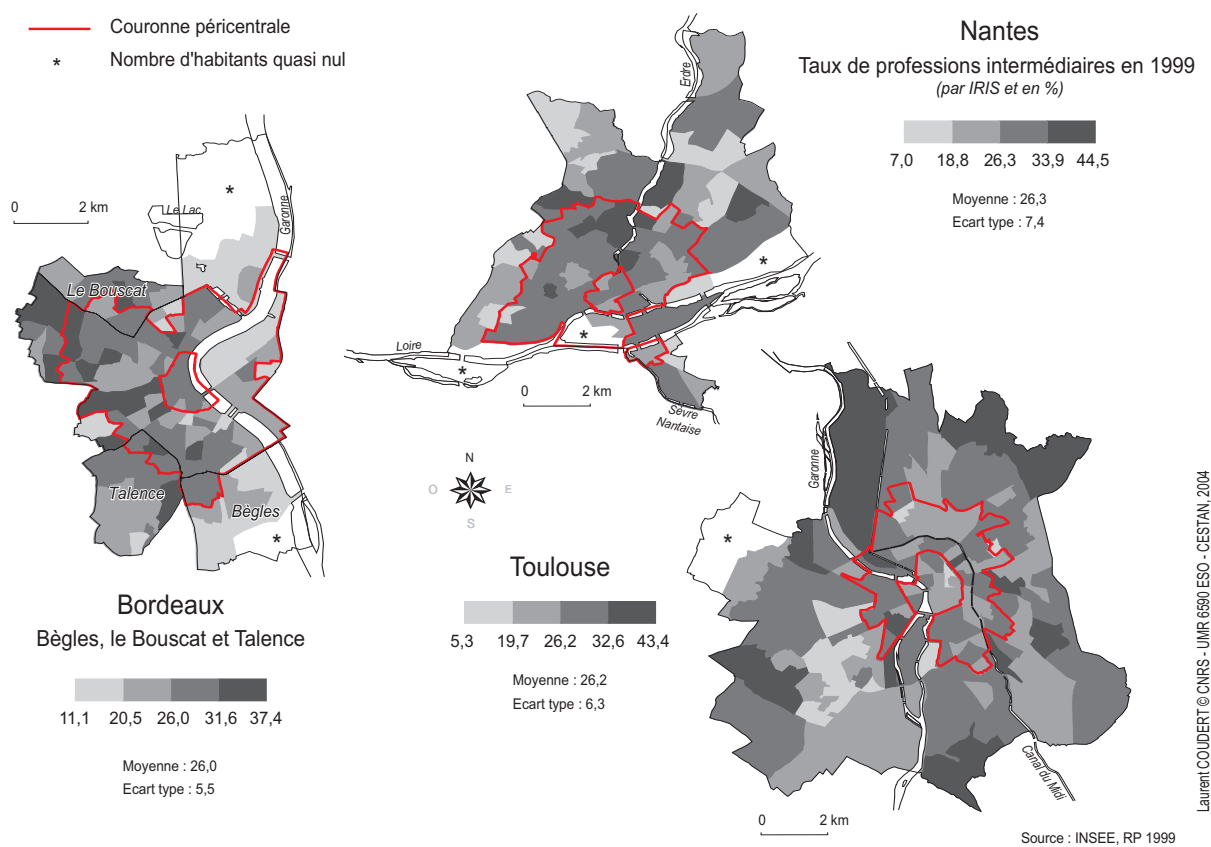 Couronne péricentrale
* Nombre d'habitants quasi nul
Nantes
Taux de professions intermédiaires en 1999
(par IRIS et en %)
7,0 18,8 26,3 33,9 44,5
Moyenne : 26,3
Ecart type : 7,4
Erdre
*
*
*
Loire
0 2 km
Sèvre
Nantaise
0 2 km
*
Le Lac
Garonne
Le Bouscat
Talence
Bègles
*
N
O E
S
Bordeaux
Bègles, le Bouscat et Talence
11,1 20,5 26,0 31,6 37,4
Moyenne : 26,0
Ecart type : 5,5
Toulouse
5,3 19,7 26,2 32,6 43,4
Moyenne : 26,2
Ecart type : 6,3
Garonne
*
Canal du Midi
0 2 km
Source : INSEE, RP 1999
Laurent COUDERT © CNRS - UMR 6590 ESO - CESTAN, 2004